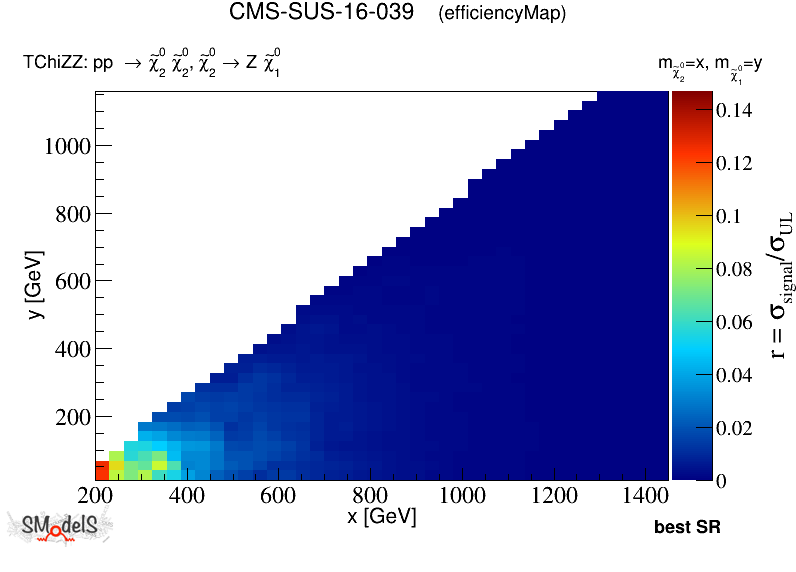 CMS-SUS-16-039 (efficiencyMap)
TChiZZ: pp → χ̃⁰₂ χ̃⁰₂, χ̃⁰₂ → Z χ̃⁰₁
m_χ̃⁰₂=x, m_χ̃⁰₁=y
y [GeV]
1000
800
600
400
200
200 400 600 800 1000 1200 1400
x [GeV]
0.14
0.12
0.1
0.08
0.06
0.04
0.02
0
r = σ_signal/σ_UL
SModelS
best SR